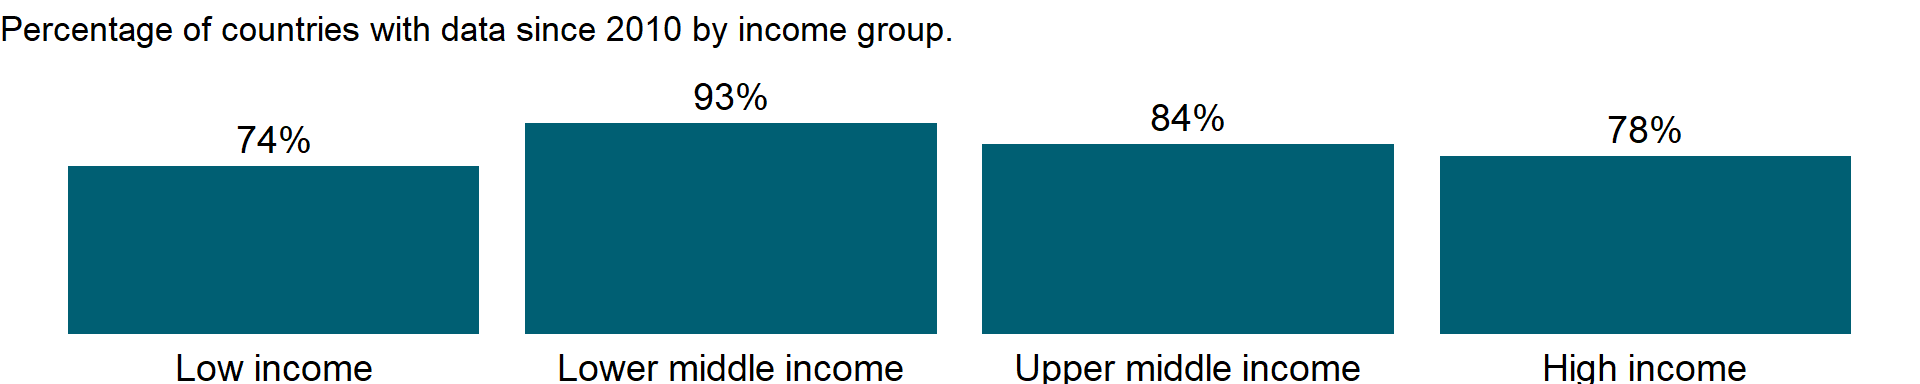 Percentage of countries with data since 2010 by income group.
93%
84%
78%
74%
Low income
Lower middle income
Upper middle income
High income